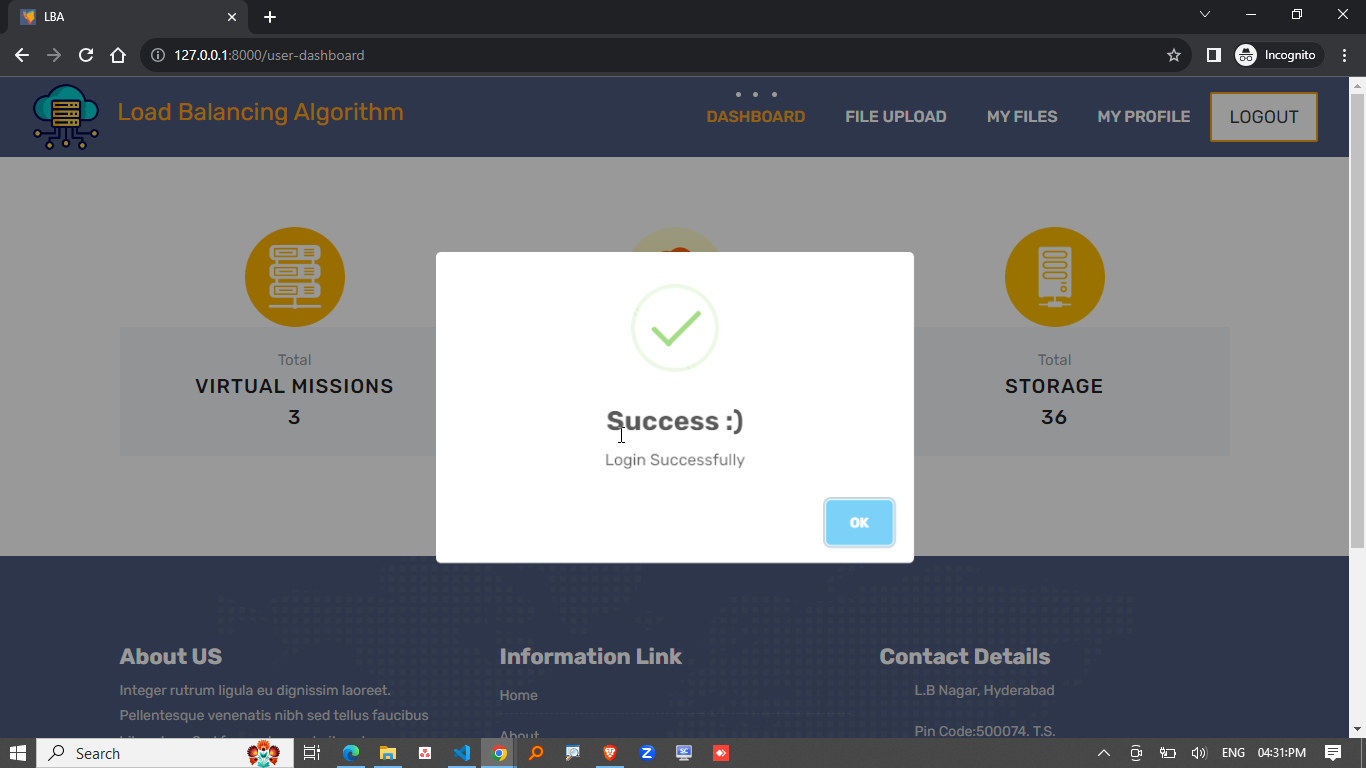 LBA
127.0.0.1:8000/user-dashboard
Incognito
Load Balancing Algorithm
DASHBOARD
FILE UPLOAD
MY FILES
MY PROFILE
LOGOUT
Total
VIRTUAL MISSIONS
3
Total
STORAGE
36
Success :)
Login Successfully
OK
About US
Integer rutrum ligula eu dignissim laoreet.
Pellentesque venenatis nibh sed tellus faucibus
Information Link
Home
About
Contact Details
L.B Nagar, Hyderabad
Pin Code:500074. T.S.
Search
ENG
04:31:PM